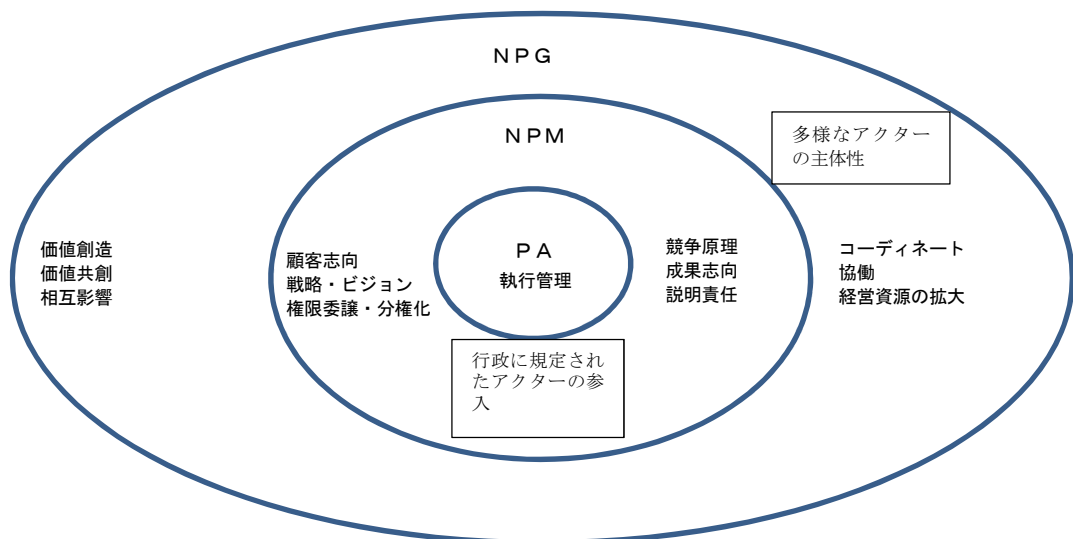 ＮＰＧ
ＮＰＭ
多様なアクター
の主体性
ＰＡ
執行管理
価値創造
価値共創
相互影響
顧客志向
戦略・ビジョン
権限委譲・分権化
競争原理
成果志向
説明責任
コーディネート
協働
経営資源の拡大
行政に規定され
たアクターの参
入